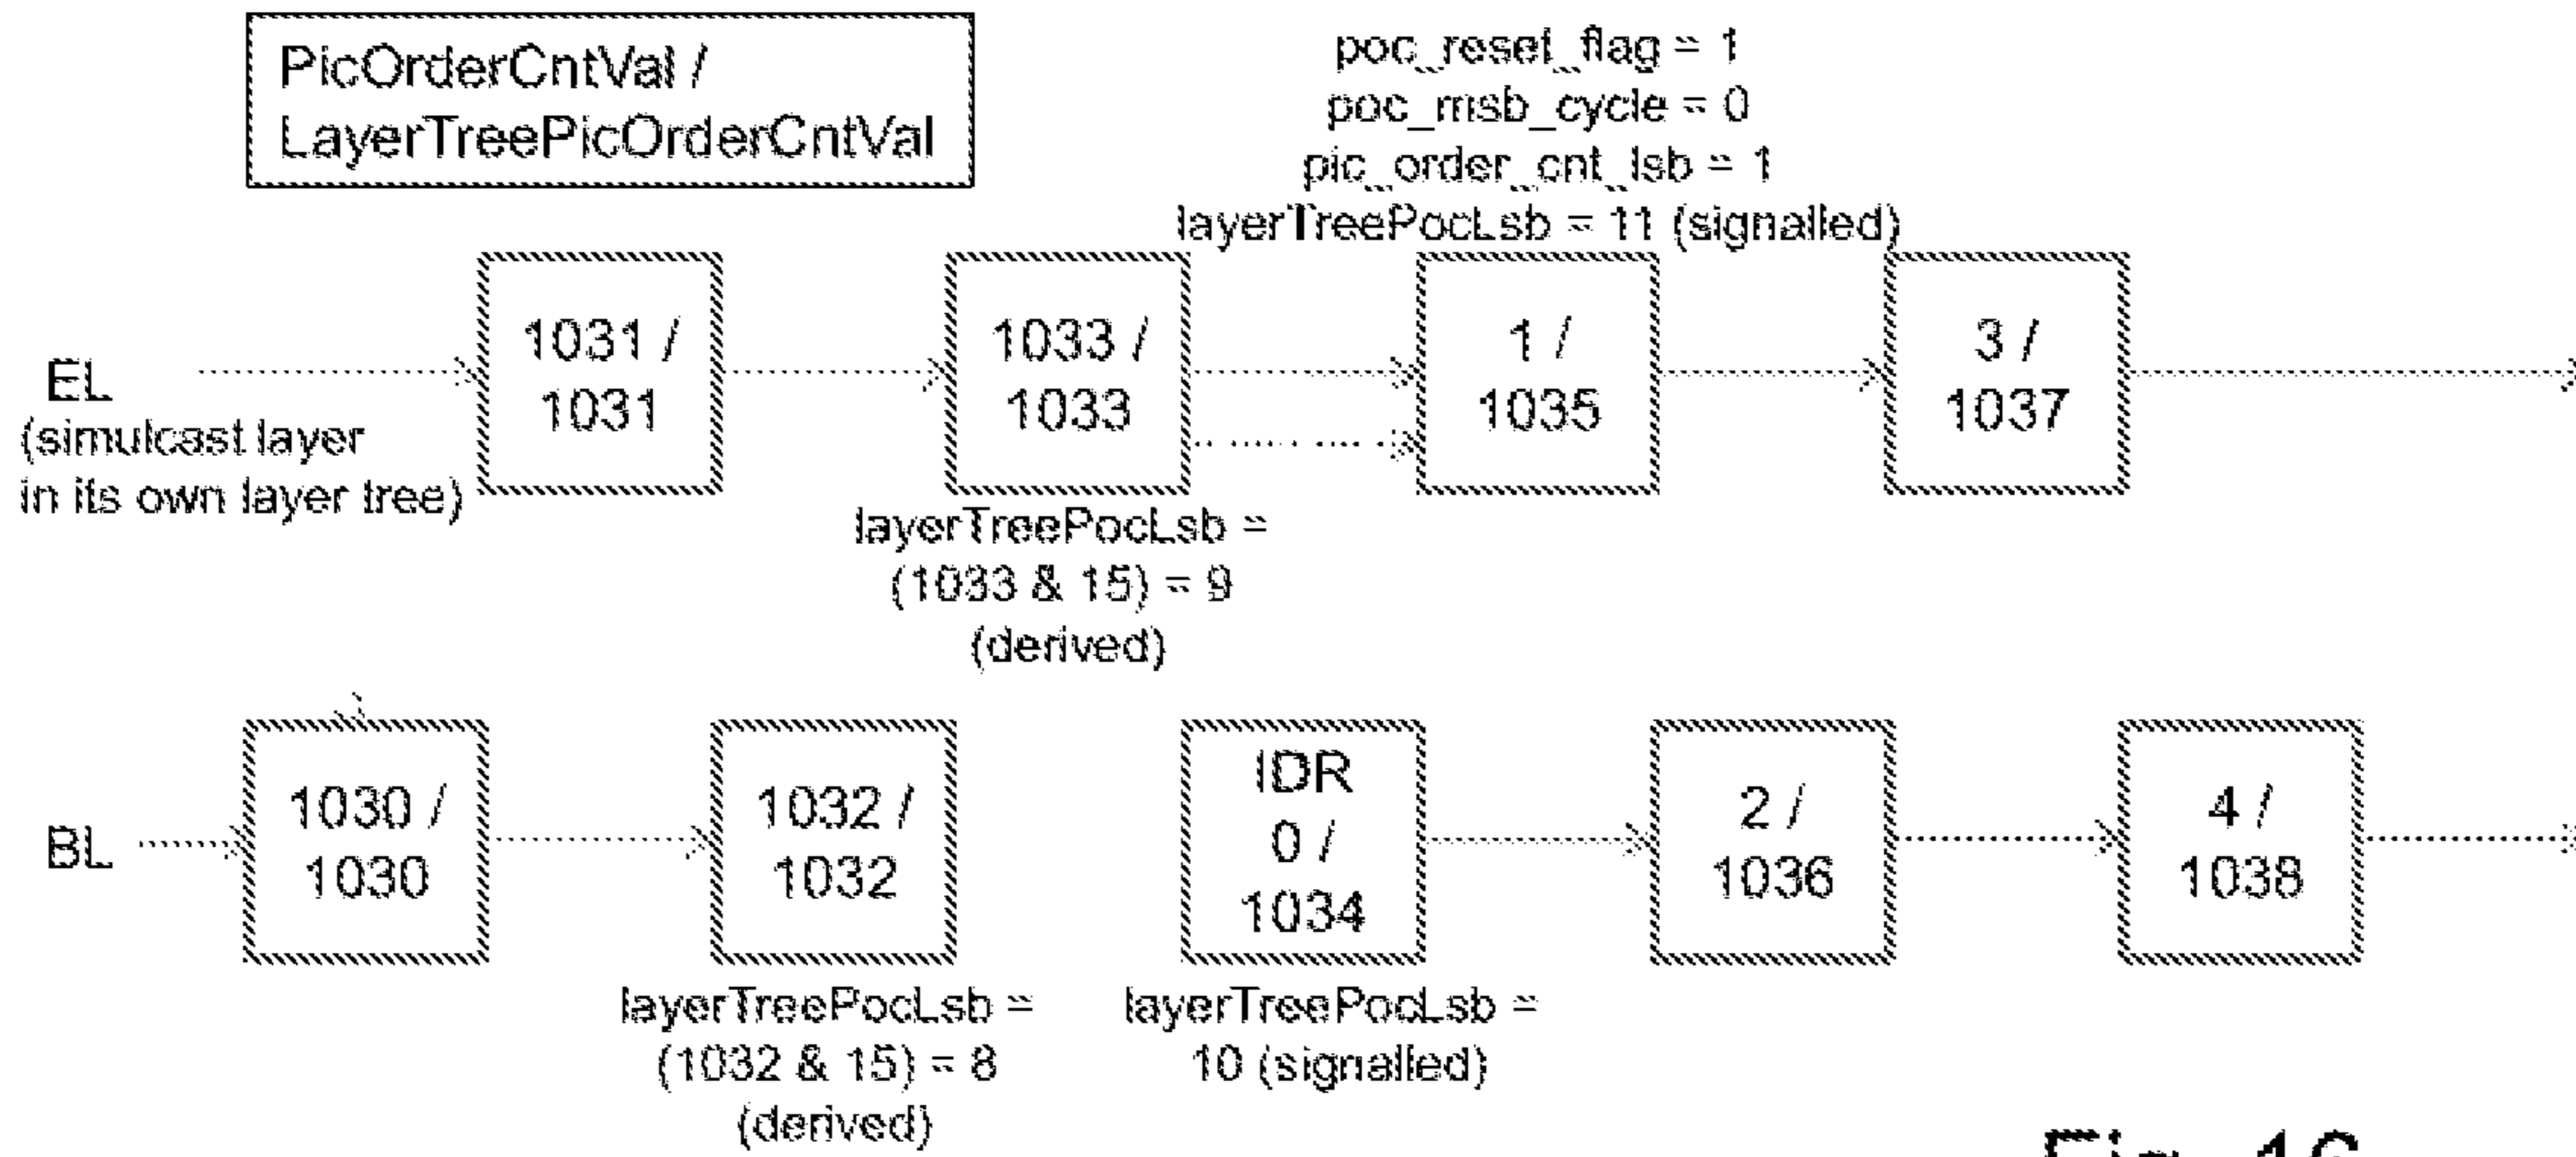 PicOrderCntVal /
LayerTreePicOrderCntVal
poc_reset_flag = 1
poc_msb_cycle = 0
pic_order_cnt_lsb = 1
layerTreePocLsb = 11 (signalled)
EL
(simulcast layer
in its own layer tree)
1031 /
1031
1033 /
1033
1 /
1035
3 /
1037
layerTreePocLsb =
(1033 & 15) = 9
(derived)
BL
1030 /
1030
1032 /
1032
IDR
0 /
1034
2 /
1036
4 /
1038
layerTreePocLsb =
(1032 & 15) = 8
(derived)
layerTreePocLsb =
10 (signalled)